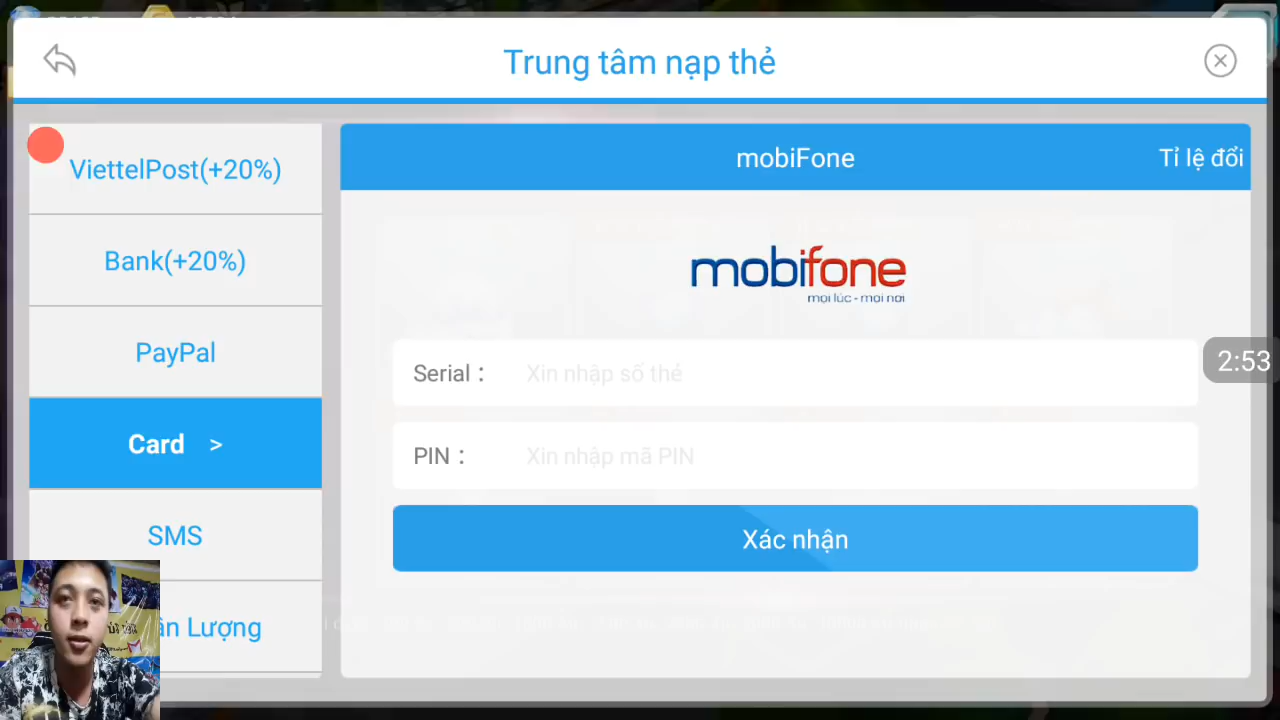 Trung tâm nạp thẻ
ViettelPost(+20%)
Bank(+20%)
PayPal
Card >
SMS
ân Lượng
mobiFone
Tỉ lệ đổi
mobifone
mọi lúc - mọi nơi
Serial :
Xin nhập số thẻ
PIN :
Xin nhập mã PIN
Xác nhận
2:53